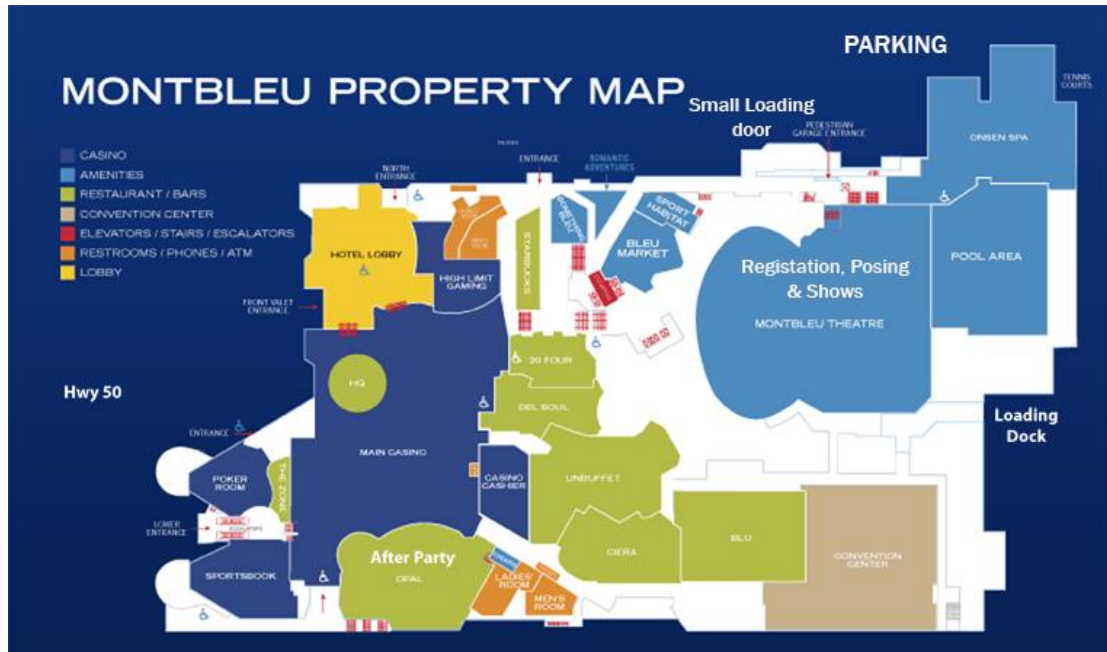 PARKING
MONTBLEU PROPERTY MAP
TENNIS
COURTS
Small Loading
door
PEDESTRIAN
GARAGE ENTRANCE
ONSEN SPA
CASINO
AMENITIES
RESTAURANT / BARS
CONVENTION CENTER
ELEVATORS / STAIRS / ESCALATORS
RESTROOMS / PHONES / ATM
LOBBY
NORTH
ENTRANCE
ENTRANCE
ROMANTIC
ADVENTURES
SOMETHING
BLEU
SPORT
HABITAT
STARBUCKS
BLEU
MARKET
HOTEL LOBBY
HIGH LIMIT
GAMING
POOL AREA
Registation, Posing
& Shows
MONTBLEU THEATRE
FRONT VALET
ENTRANCE
20 FOUR
HQ
DEL SOUL
Hwy 50
Loading
Dock
ENTRANCE
MAIN CASINO
POKER
ROOM
THE ZONE
CASINO
CASHIER
UNBUFFET
LOWER
ENTRANCE
BLU
CIERA
CONVENTION
CENTER
After Party
OPAL
SPORTSBOOK
LADIES'
ROOM
MEN'S
ROOM